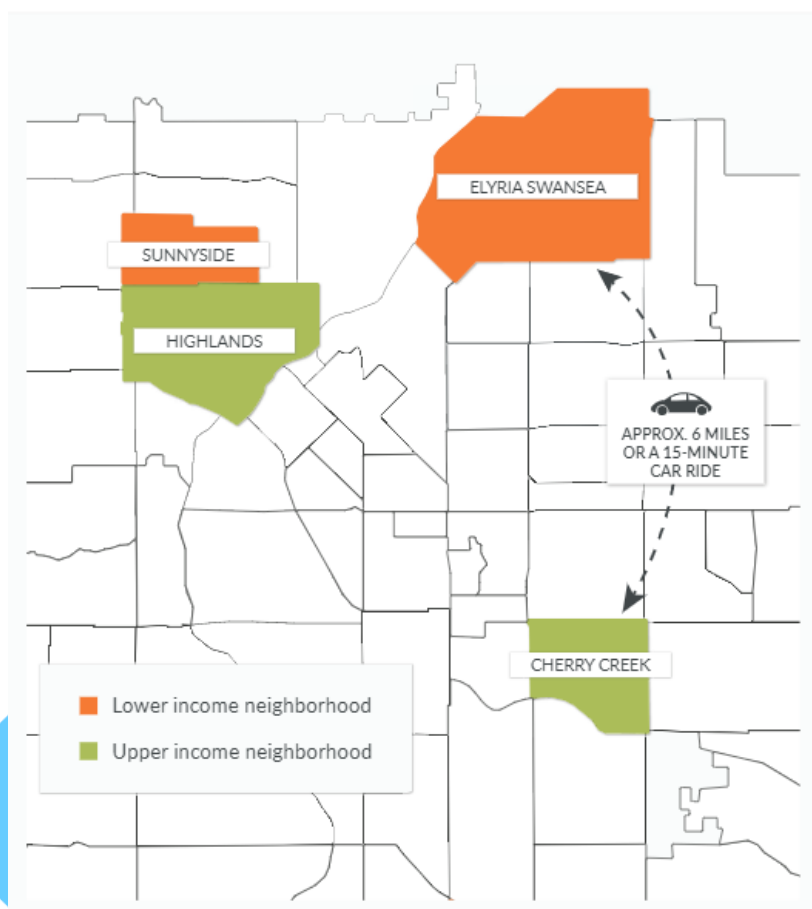 ELYRIA SWANSEA
SUNNYSIDE
HIGHLANDS
APPROX. 6 MILES
OR A 15-MINUTE
CAR RIDE
CHERRY CREEK
Lower income neighborhood
Upper income neighborhood